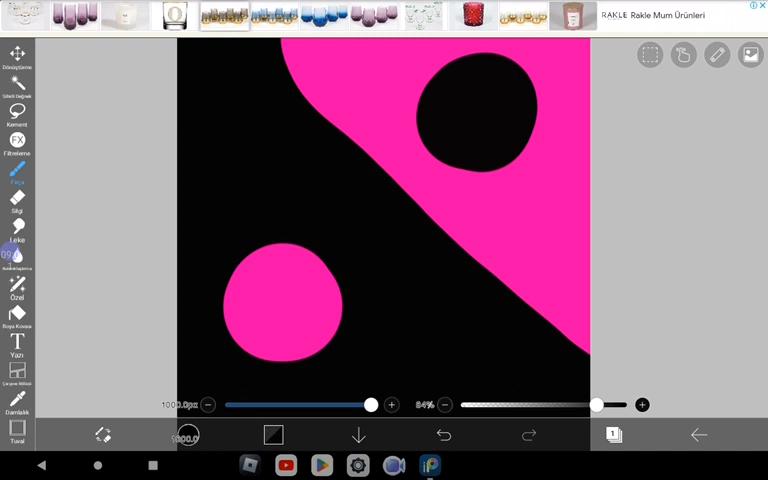 RAKLE Rakle Mum Ürünleri
Dönüştürme
Sihirli Değnek
Kement
FX
Filtreleme
Fırça
Silgi
Leke
Özel
Boya Kovası
T
Yazı
Damlalık
Tuval
1000.0px
84%
1